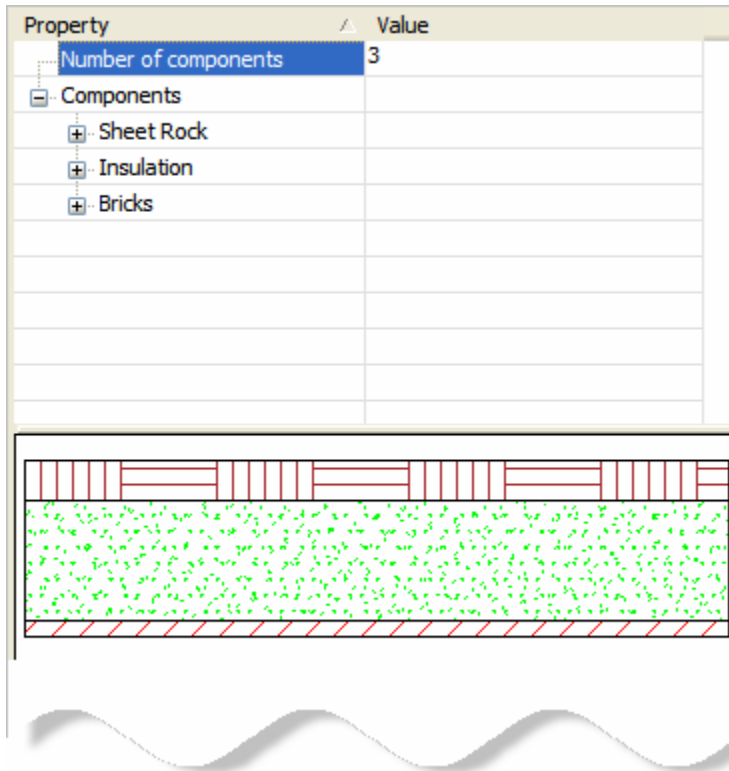 Property Value
Number of components 3
Components
Sheet Rock
Insulation
Bricks